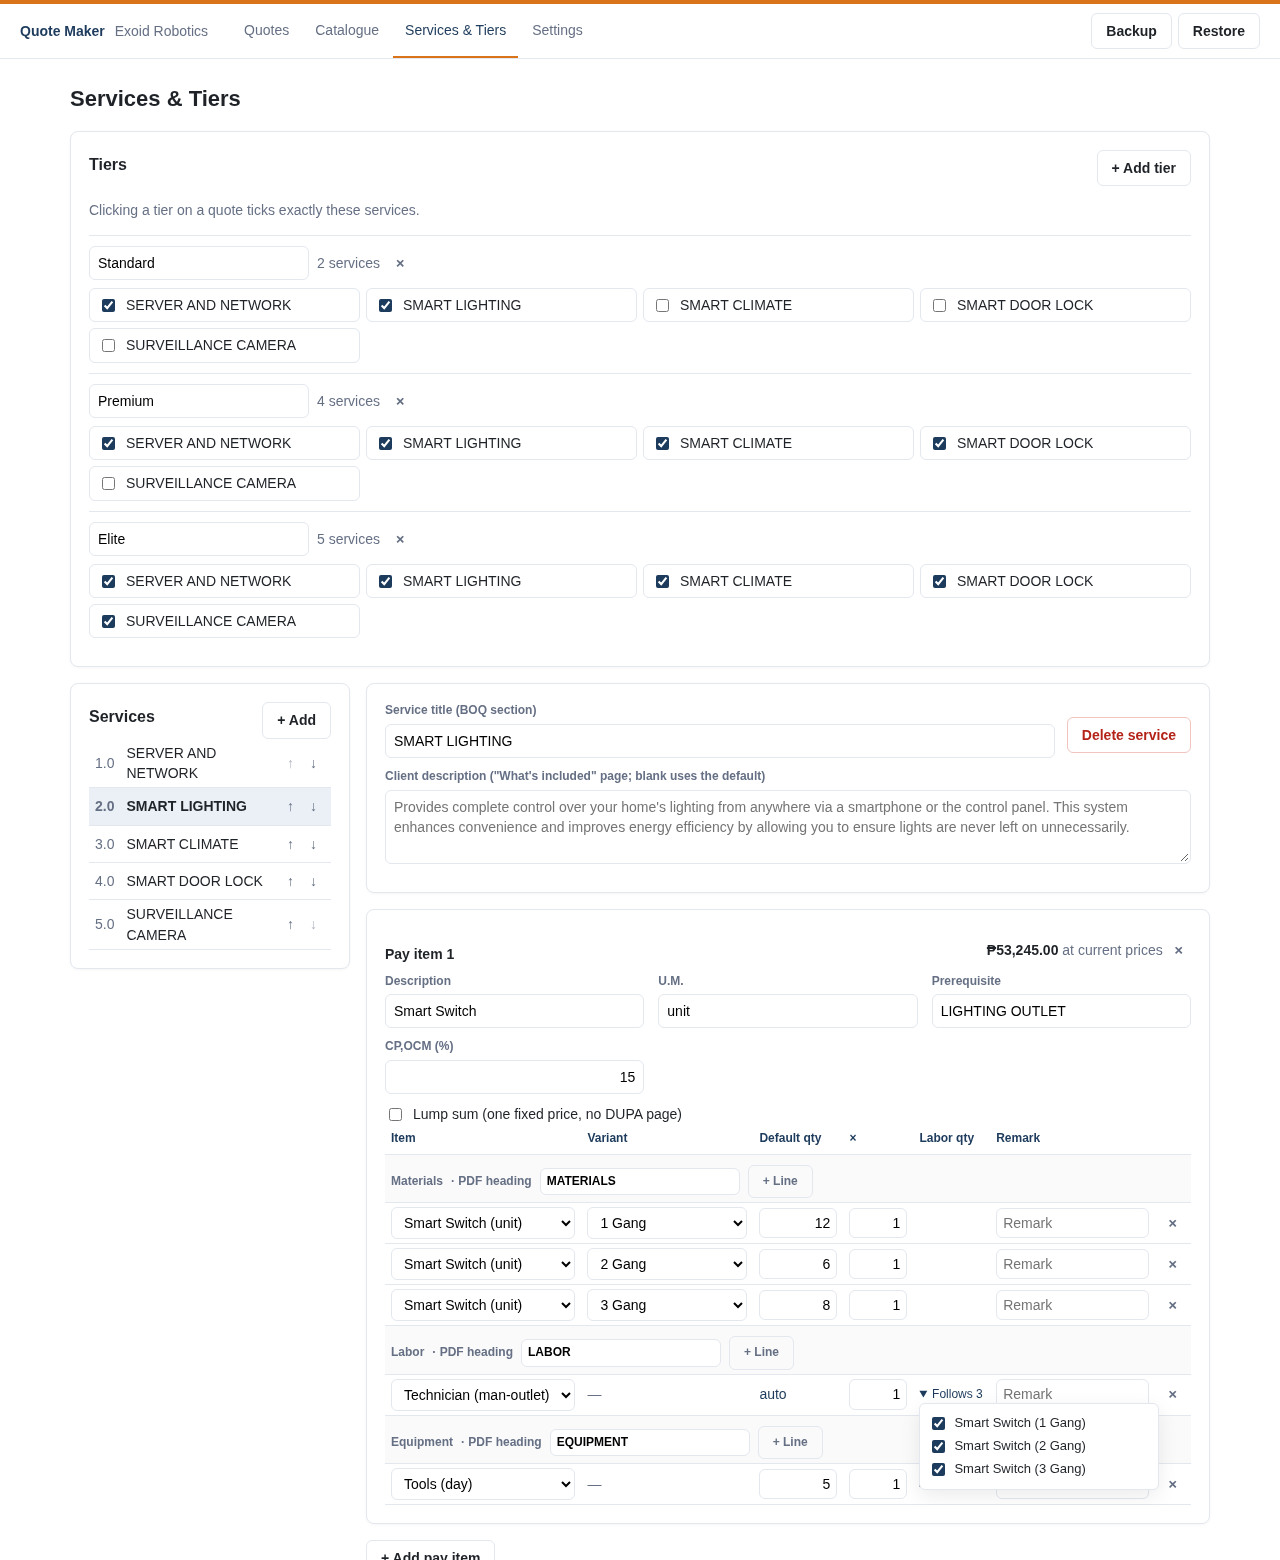 Quote Maker Exoid Robotics Quotes Catalogue Services & Tiers Settings Backup Restore
Services & Tiers
Tiers + Add tier
Clicking a tier on a quote ticks exactly these services.
Standard 2 services ×
SERVER AND NETWORK SMART LIGHTING SMART CLIMATE SMART DOOR LOCK
SURVEILLANCE CAMERA
Premium 4 services ×
SERVER AND NETWORK SMART LIGHTING SMART CLIMATE SMART DOOR LOCK
SURVEILLANCE CAMERA
Elite 5 services ×
SERVER AND NETWORK SMART LIGHTING SMART CLIMATE SMART DOOR LOCK
SURVEILLANCE CAMERA
Services + Add
1.0 SERVER AND NETWORK ↑ ↓
2.0 SMART LIGHTING ↑ ↓
3.0 SMART CLIMATE ↑ ↓
4.0 SMART DOOR LOCK ↑ ↓
5.0 SURVEILLANCE CAMERA ↑ ↓
Service title (BOQ section)
SMART LIGHTING Delete service
Client description ("What's included" page; blank uses the default)
Provides complete control over your home's lighting from anywhere via a smartphone or the control panel. This system
enhances convenience and improves energy efficiency by allowing you to ensure lights are never left on unnecessarily.
Pay item 1 ₱53,245.00 at current prices ×
Description U.M. Prerequisite
Smart Switch unit LIGHTING OUTLET
CP,OCM (%)
15
Lump sum (one fixed price, no DUPA page)
Item Variant Default qty × Labor qty Remark
Materials · PDF heading MATERIALS + Line
Smart Switch (unit) 1 Gang 12 1 Remark ×
Smart Switch (unit) 2 Gang 6 1 Remark ×
Smart Switch (unit) 3 Gang 8 1 Remark ×
Labor · PDF heading LABOR + Line
Technician (man-outlet) — auto 1 ▼ Follows 3 Remark ×
Smart Switch (1 Gang)
Smart Switch (2 Gang)
Smart Switch (3 Gang)
Equipment · PDF heading EQUIPMENT + Line
Tools (day) — 5 1 ×
+ Add pay item